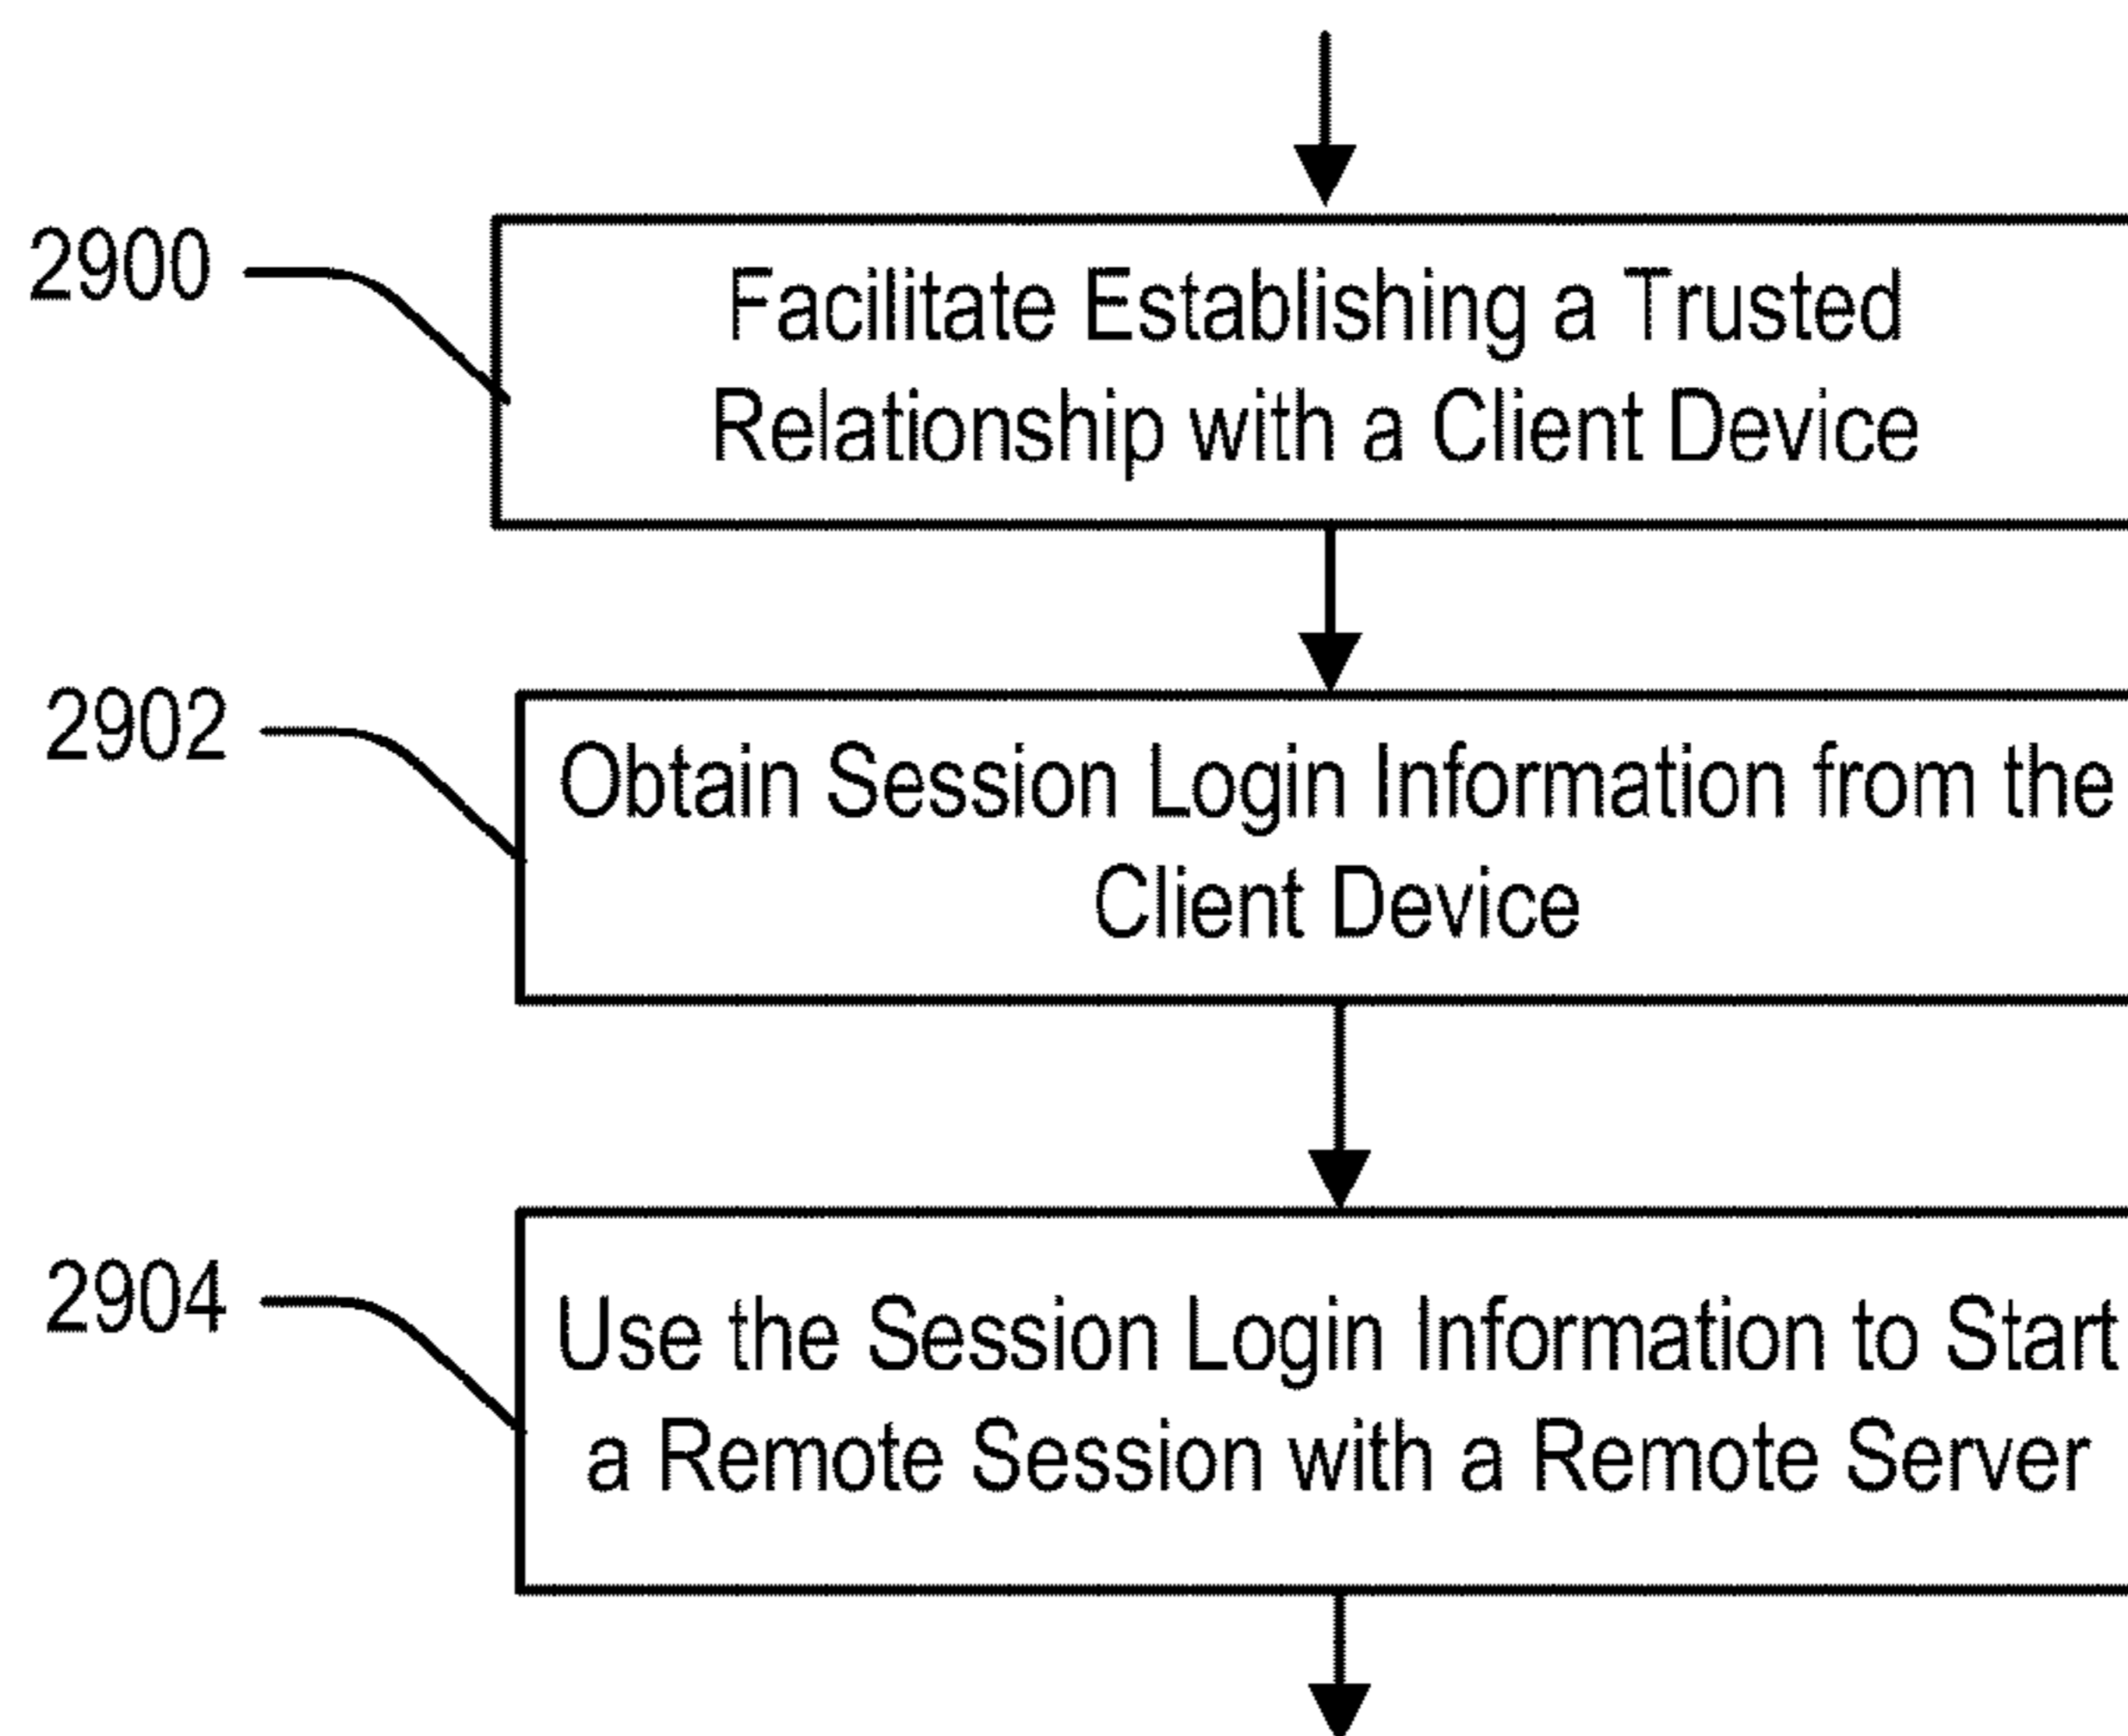 2900
Facilitate Establishing a Trusted
Relationship with a Client Device
2902
Obtain Session Login Information from the
Client Device
2904
Use the Session Login Information to Start
a Remote Session with a Remote Server